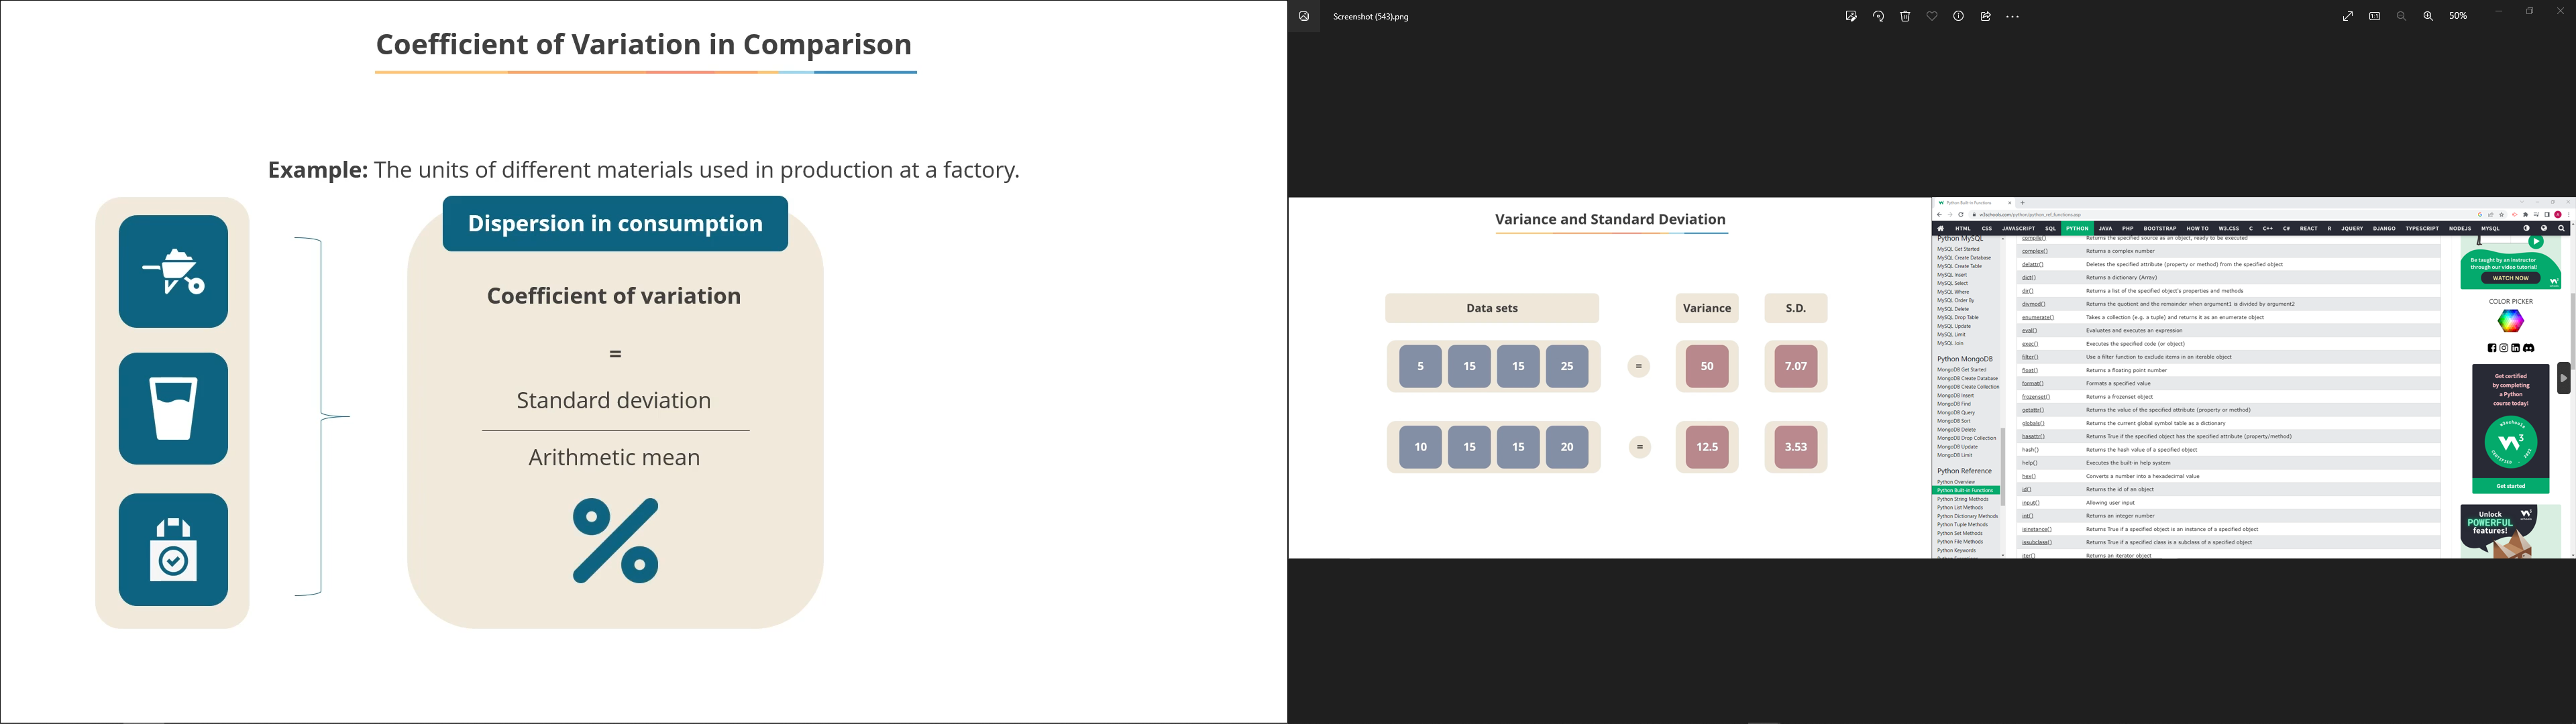 Coefficient of Variation in Comparison
Example: The units of different materials used in production at a factory.
Dispersion in consumption
Coefficient of variation
=
Standard deviation
Arithmetic mean
%
Screenshot (543).png
50%
Variance and Standard Deviation
Data sets Variance S.D.
5 15 15 25 = 50 7.07
10 15 15 20 = 12.5 3.53
Python Built-in Functions
w3schools.com/python/python_ref_functions.asp
HTML CSS JAVASCRIPT SQL PYTHON JAVA PHP BOOTSTRAP HOW TO W3.CSS C C++ C# REACT R JQUERY DJANGO TYPESCRIPT NODEJS MYSQL
Python MySQL
MySQL Get Started
MySQL Create Database
MySQL Create Table
MySQL Insert
MySQL Select
MySQL Where
MySQL Order By
MySQL Delete
MySQL Drop Table
MySQL Update
MySQL Limit
MySQL Join
Python MongoDB
MongoDB Get Started
MongoDB Create Database
MongoDB Create Collection
MongoDB Insert
MongoDB Find
MongoDB Query
MongoDB Sort
MongoDB Delete
MongoDB Drop Collection
MongoDB Update
MongoDB Limit
Python Reference
Python Overview
Python Built-in Functions
Python String Methods
Python List Methods
Python Dictionary Methods
Python Tuple Methods
Python Set Methods
Python File Methods
Python Keywords
compile() Returns the specified source as an object, ready to be executed
complex() Returns a complex number
delattr() Deletes the specified attribute (property or method) from the specified object
dict() Returns a dictionary (Array)
dir() Returns a list of the specified object's properties and methods
divmod() Returns the quotient and the remainder when argument1 is divided by argument2
enumerate() Takes a collection (e.g. a tuple) and returns it as an enumerate object
eval() Evaluates and executes an expression
exec() Executes the specified code (or object)
filter() Use a filter function to exclude items in an iterable object
float() Returns a floating point number
format() Formats a specified value
frozenset() Returns a frozenset object
getattr() Returns the value of the specified attribute (property or method)
globals() Returns the current global symbol table as a dictionary
hasattr() Returns True if the specified object has the specified attribute (property/method)
hash() Returns the hash value of a specified object
help() Executes the built-in help system
hex() Converts a number into a hexadecimal value
id() Returns the id of an object
input() Allowing user input
int() Returns an integer number
isinstance() Returns True if a specified object is an instance of a specified object
issubclass() Returns True if a specified class is a subclass of a specified object
iter() Returns an iterator object
Be taught by an instructor
through our video tutorial!
WATCH NOW
COLOR PICKER
Get certified
by completing
a Python
course today!
Get started
Unlock
POWERFUL
features!